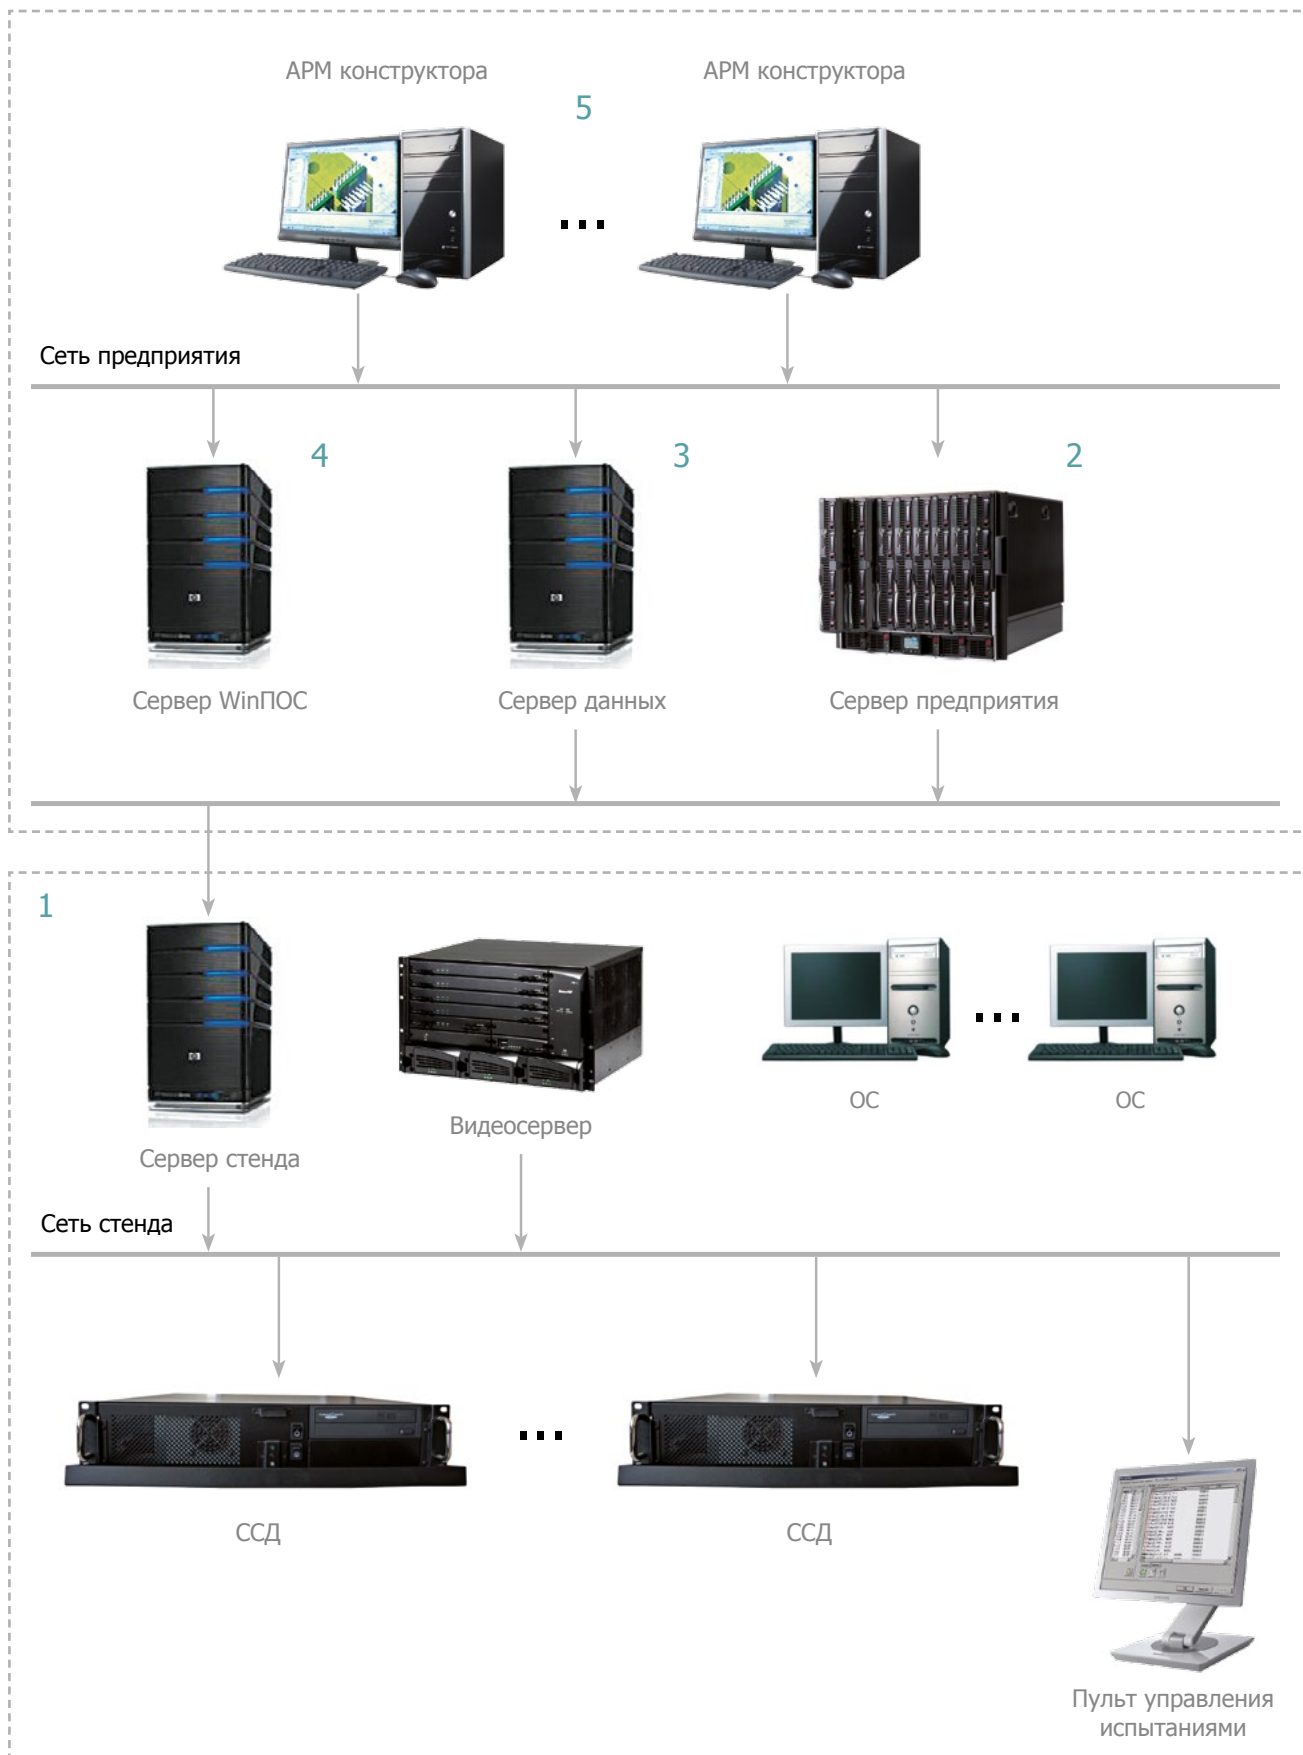 АРМ конструктора
АРМ конструктора
5
Сеть предприятия
4
3
2
Сервер WinПОС
Сервер данных
Сервер предприятия
1
ОС
ОС
Видеосервер
Сервер стенда
Сеть стенда
ССД
ССД
Пульт управления
испытаниями